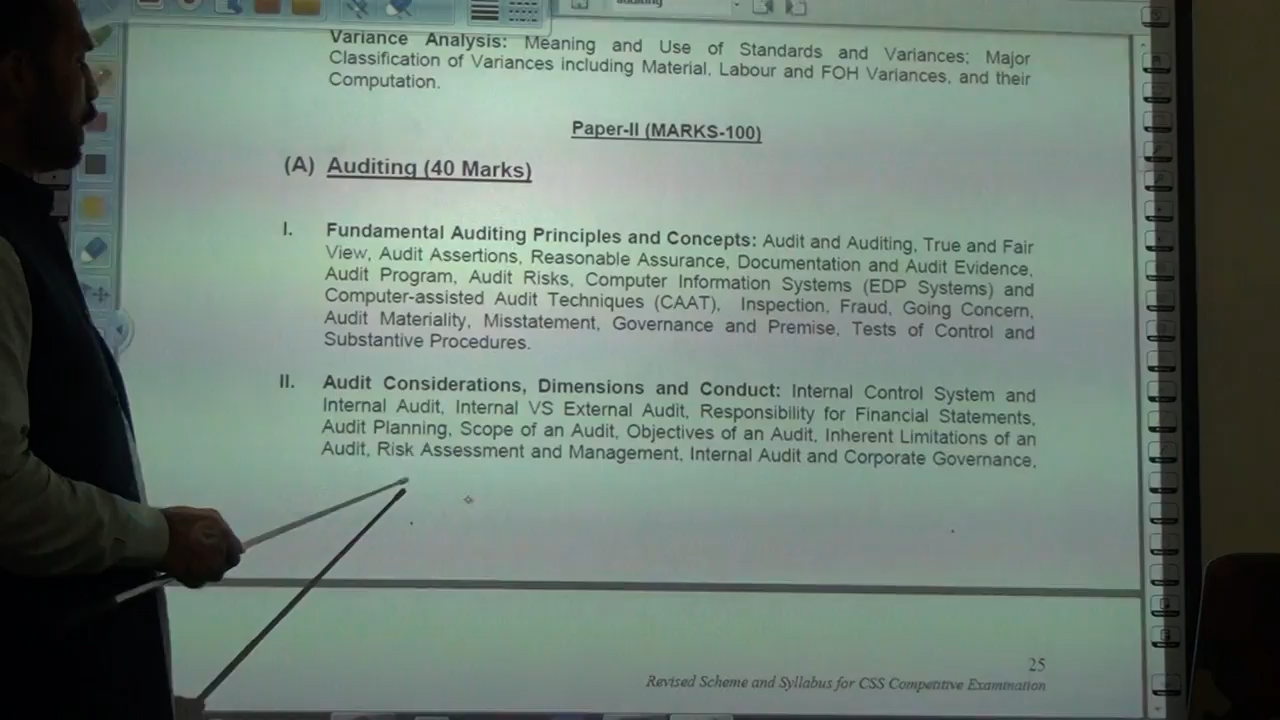 auditing
Variance Analysis: Meaning and Use of Standards and Variances; Major
Classification of Variances including Material, Labour and FOH Variances, and their
Computation.
Paper-II (MARKS-100)
(A) Auditing (40 Marks)
I. Fundamental Auditing Principles and Concepts: Audit and Auditing, True and Fair
View, Audit Assertions, Reasonable Assurance, Documentation and Audit Evidence,
Audit Program, Audit Risks, Computer Information Systems (EDP Systems) and
Computer-assisted Audit Techniques (CAAT), Inspection, Fraud, Going Concern,
Audit Materiality, Misstatement, Governance and Premise, Tests of Control and
Substantive Procedures.
II. Audit Considerations, Dimensions and Conduct: Internal Control System and
Internal Audit, Internal VS External Audit, Responsibility for Financial Statements,
Audit Planning, Scope of an Audit, Objectives of an Audit, Inherent Limitations of an
Audit, Risk Assessment and Management, Internal Audit and Corporate Governance,
25
Revised Scheme and Syllabus for CSS Competitive Examination